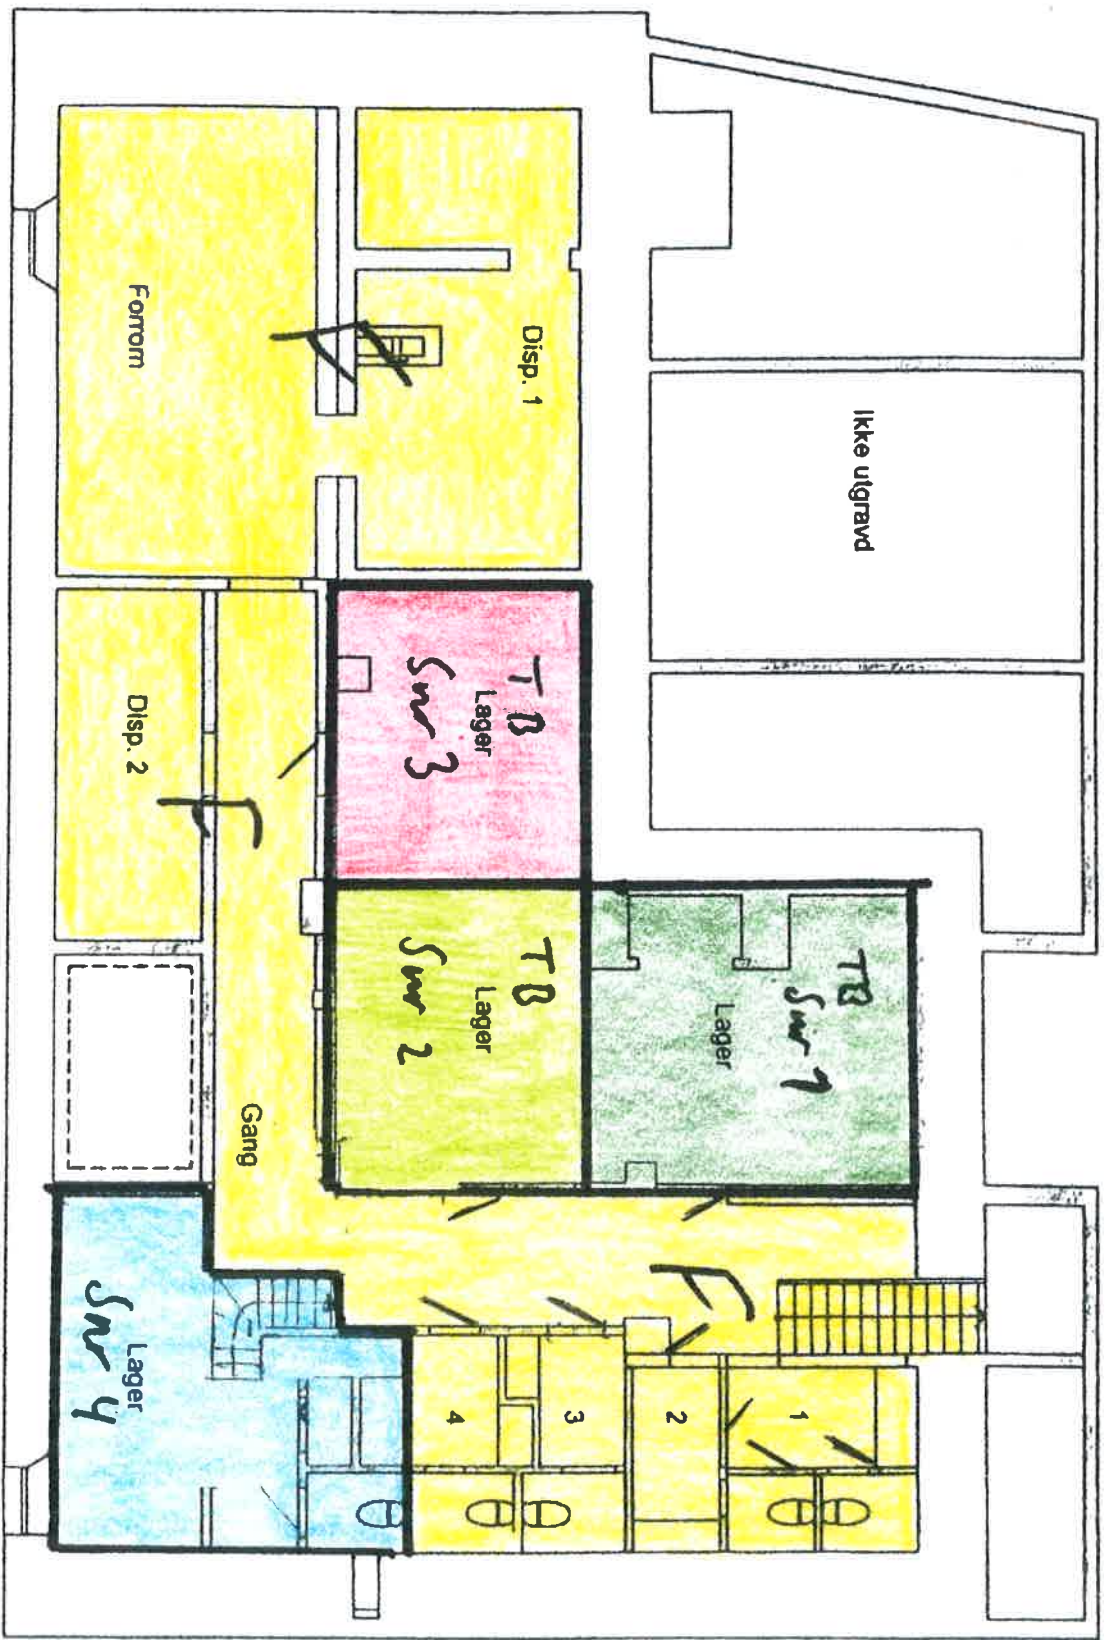 Ikke utgravd
TB
Snr 1
Lager
1
2
3
4
Disp. 1
TB
Lager
Snr 3
TB
Lager
Snr 2
Gang
Forrom
Disp. 2
Lager
Snr 4